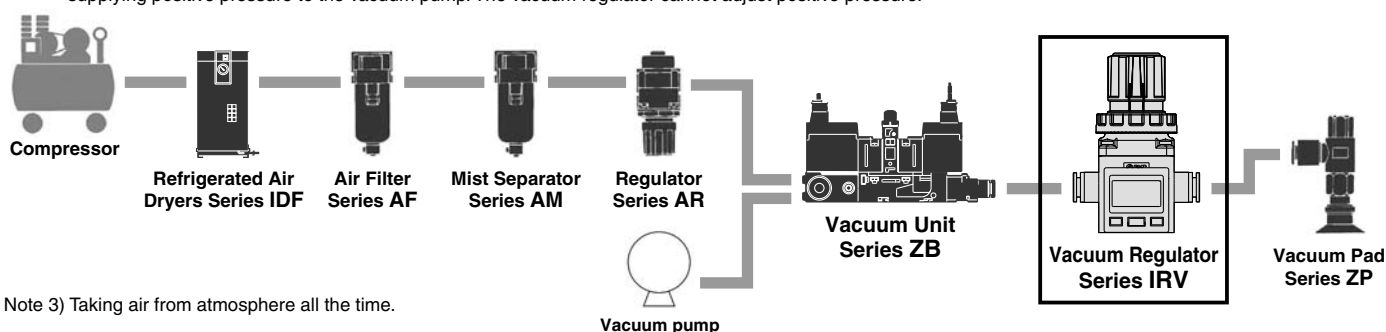 supplying positive pressure to the vacuum pump. The vacuum regulator cannot adjust positive pressure.
Compressor
Refrigerated Air
Dryers Series IDF
Air Filter
Series AF
Mist Separator
Series AM
Regulator
Series AR
Vacuum Unit
Series ZB
Vacuum Regulator
Series IRV
Vacuum Pad
Series ZP
Note 3) Taking air from atmosphere all the time.
Vacuum pump